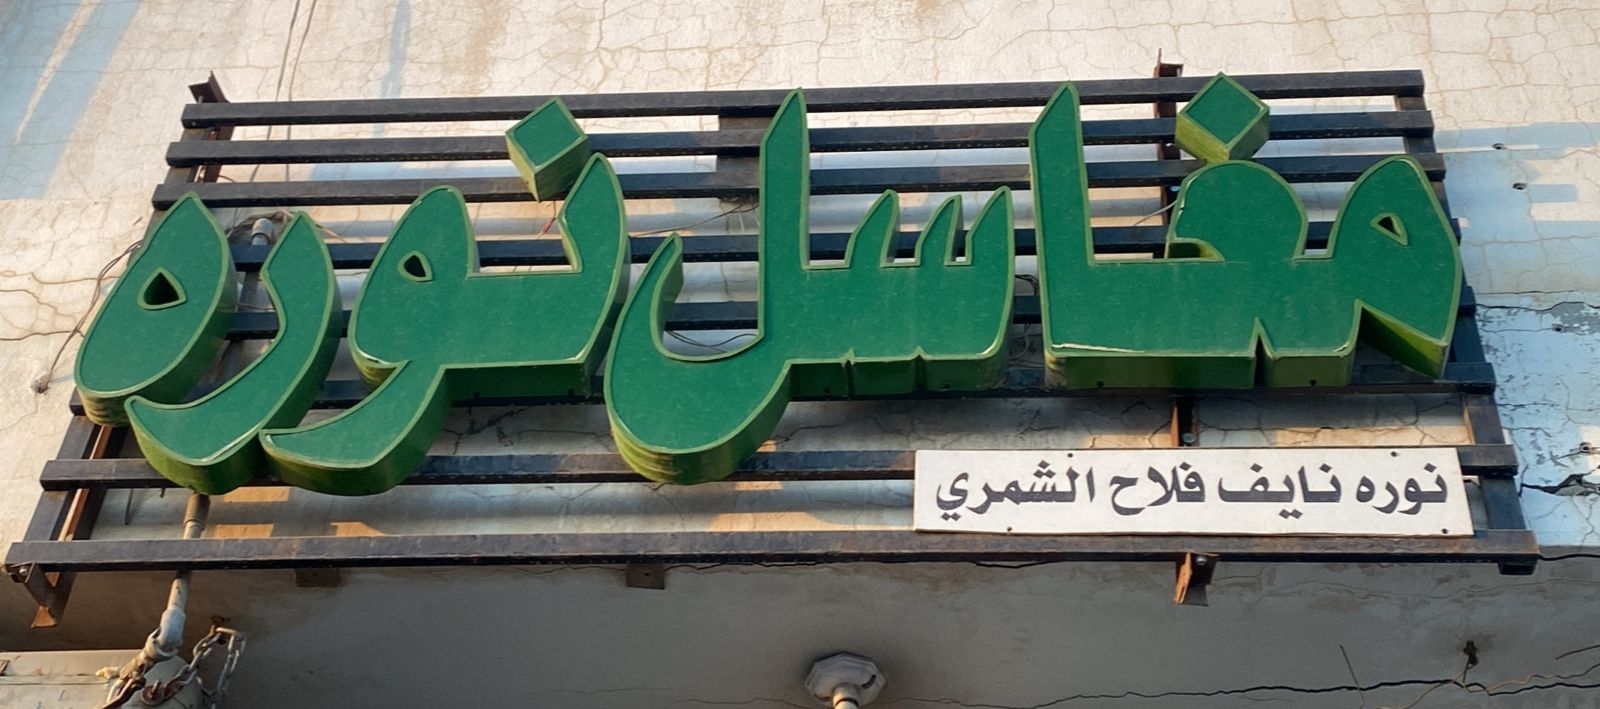 مغاسل نوره
نوره نايف فلاح الشمري